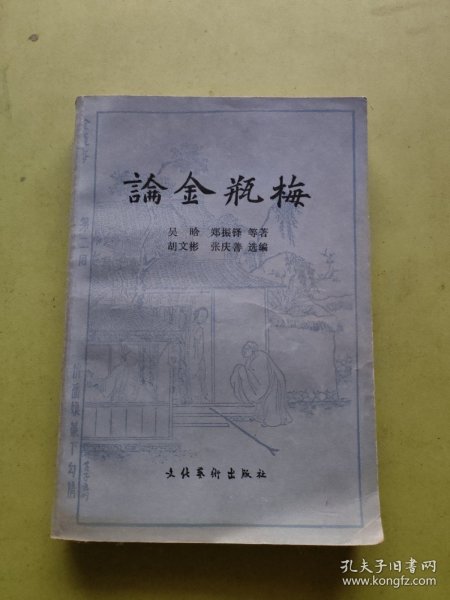 論金瓶梅
吴晗 郑振铎 等著
胡文彬 张庆善 选编
文化艺術出版社
孔夫子旧书网
www.kongfz.com